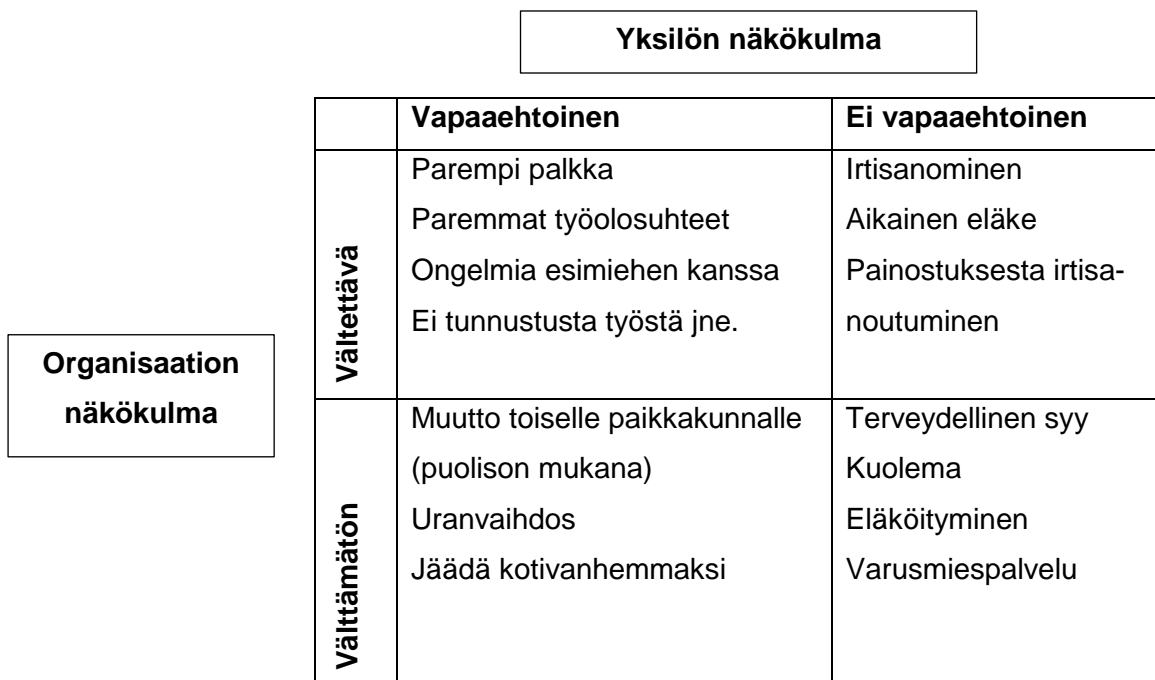 Yksilön näkökulma
Vapaaehtoinen
Ei vapaaehtoinen
Organisaation
näkökulma
Vältettävä
Parempi palkka
Paremmat työolosuhteet
Ongelmia esimiehen kanssa
Ei tunnustusta työstä jne.
Irtisanominen
Aikainen eläke
Painostuksesta irtisa-
noutuminen
Välttämätön
Muutto toiselle paikkakunnalle
(puolison mukana)
Uranvaihdos
Jäädä kotivanhemmaksi
Terveydellinen syy
Kuolema
Eläköityminen
Varusmiespalvelu